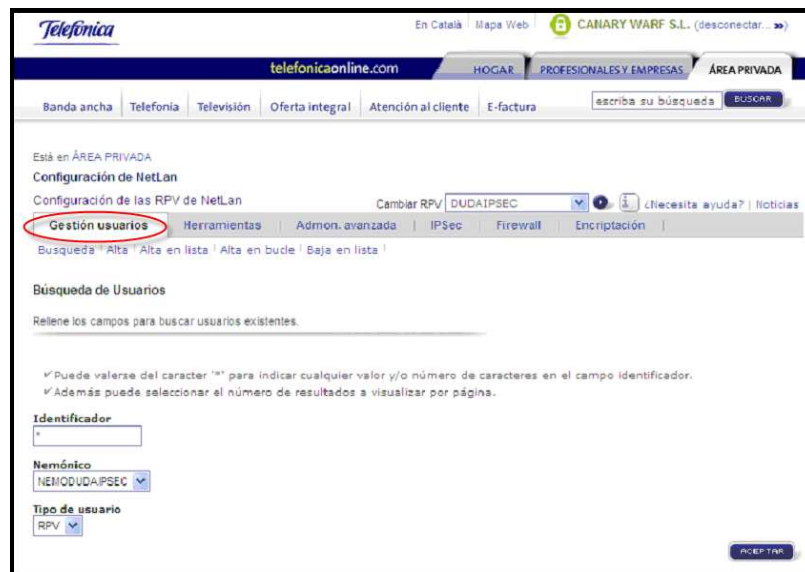 Telefónica
En Català Mapa Web CANARY WARF S.L. (desconectar... »)
telefonicaonline.com HOGAR PROFESIONALES Y EMPRESAS ÁREA PRIVADA
Banda ancha Telefonía Televisión Oferta integral Atención al cliente E-factura escriba su búsqueda BUSCAR
Está en ÁREA PRIVADA
Configuración de NetLan
Configuración de las RPV de NetLan Cambiar RPV DUDAIPSEC i ¿Necesita ayuda? | Noticias
Gestión usuarios Herramientas | Admon. avanzada | IPSec | Firewall | Encriptación |
Busqueda | Alta | Alta en lista | Alta en bucle | Baja en lista |
Búsqueda de Usuarios
Rellene los campos para buscar usuarios existentes.
✔Puede valerse del caracter '*' para indicar cualquier valor y/o número de caracteres en el campo identificador.
✔Además puede seleccionar el número de resultados a visualizar por página.
Identificador
*
Nemónico
NEMODUDAIPSEC
Tipo de usuario
RPV
ACEPTAR